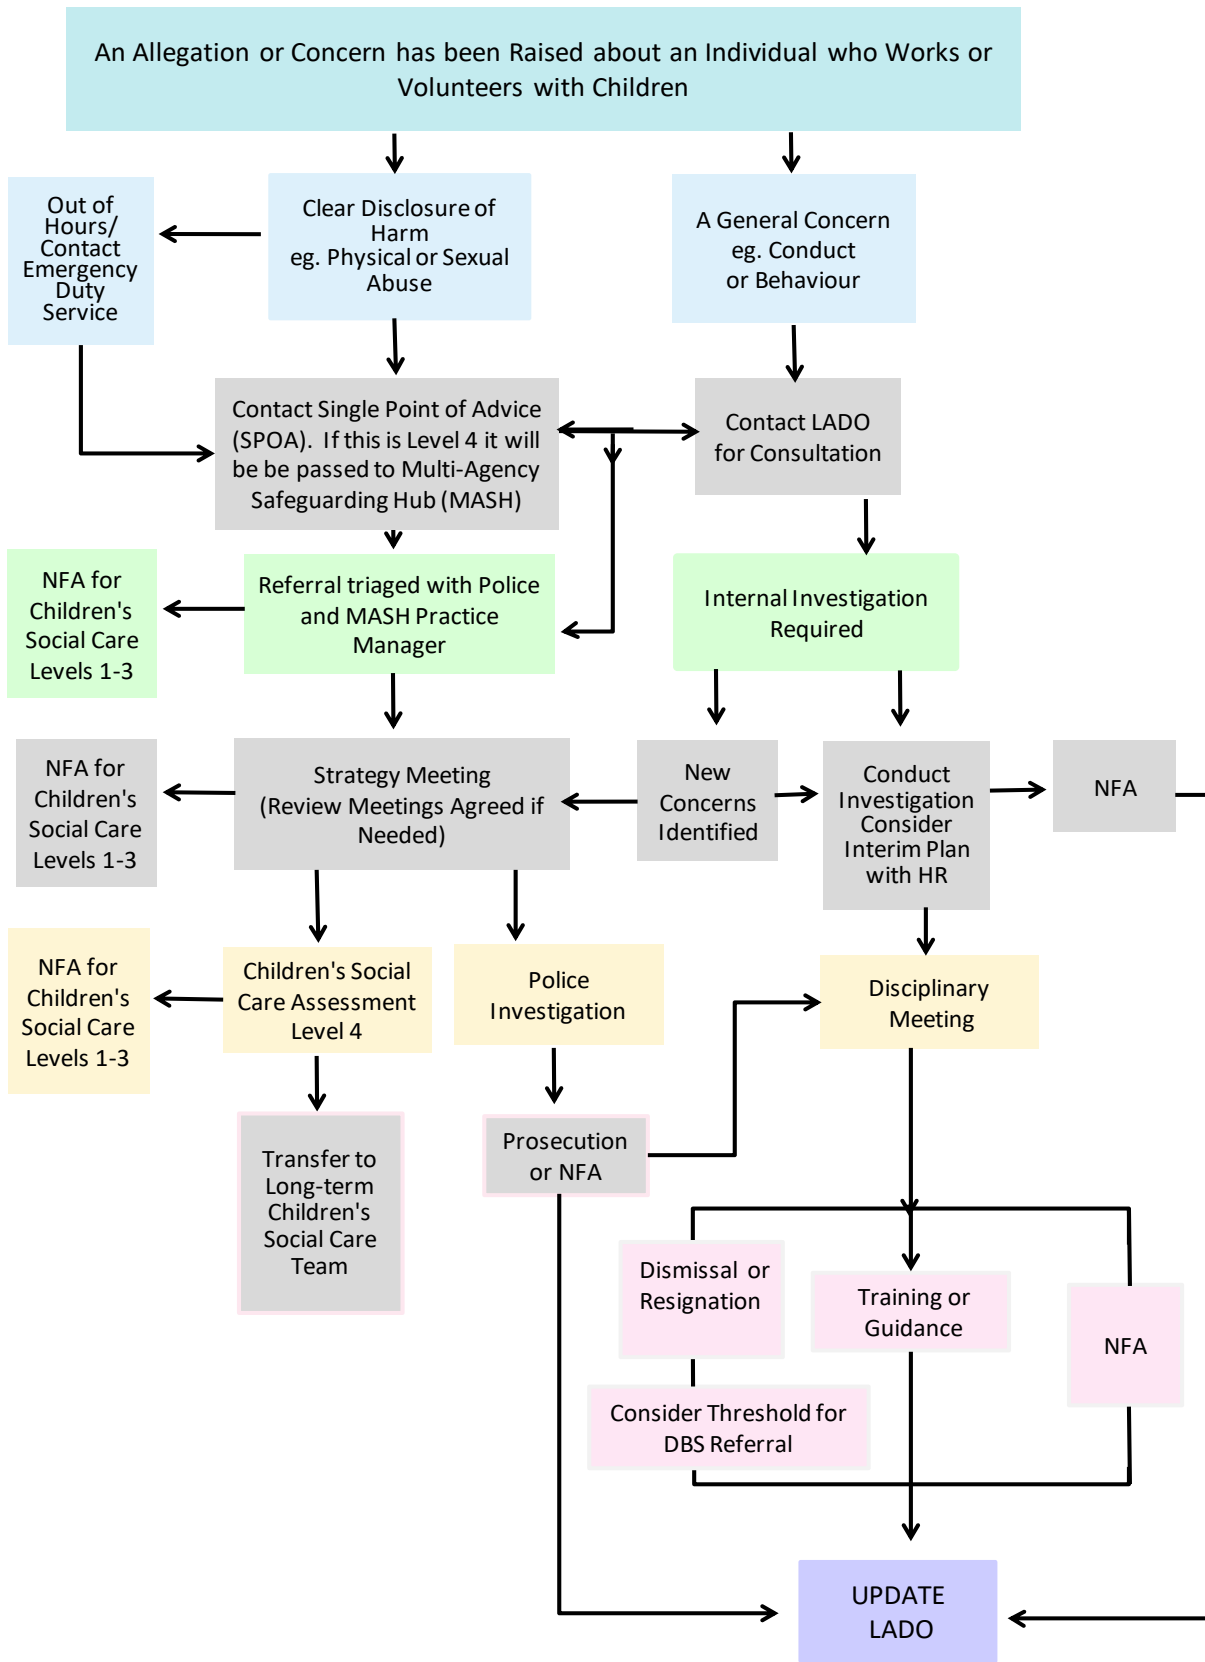 An Allegation or Concern has been Raised about an Individual who Works or
Volunteers with Children
Out of
Hours/
Contact
Emergency
Duty
Service
Clear Disclosure of
Harm
eg. Physical or Sexual
Abuse
A General Concern
eg. Conduct
or Behaviour
Contact Single Point of Advice
(SPOA). If this is Level 4 it will
be be passed to Multi-Agency
Safeguarding Hub (MASH)
Contact LADO
for Consultation
NFA for
Children's
Social Care
Levels 1-3
Referral triaged with Police
and MASH Practice
Manager
Internal Investigation
Required
NFA for
Children's
Social Care
Levels 1-3
Strategy Meeting
(Review Meetings Agreed if
Needed)
New
Concerns
Identified
Conduct
Investigation
Consider
Interim Plan
with HR
NFA
NFA for
Children's
Social Care
Levels 1-3
Children's Social
Care Assessment
Level 4
Police
Investigation
Disciplinary
Meeting
Transfer to
Long-term
Children's
Social Care
Team
Prosecution
or NFA
Dismissal or
Resignation
Training or
Guidance
NFA
Consider Threshold for
DBS Referral
UPDATE
LADO